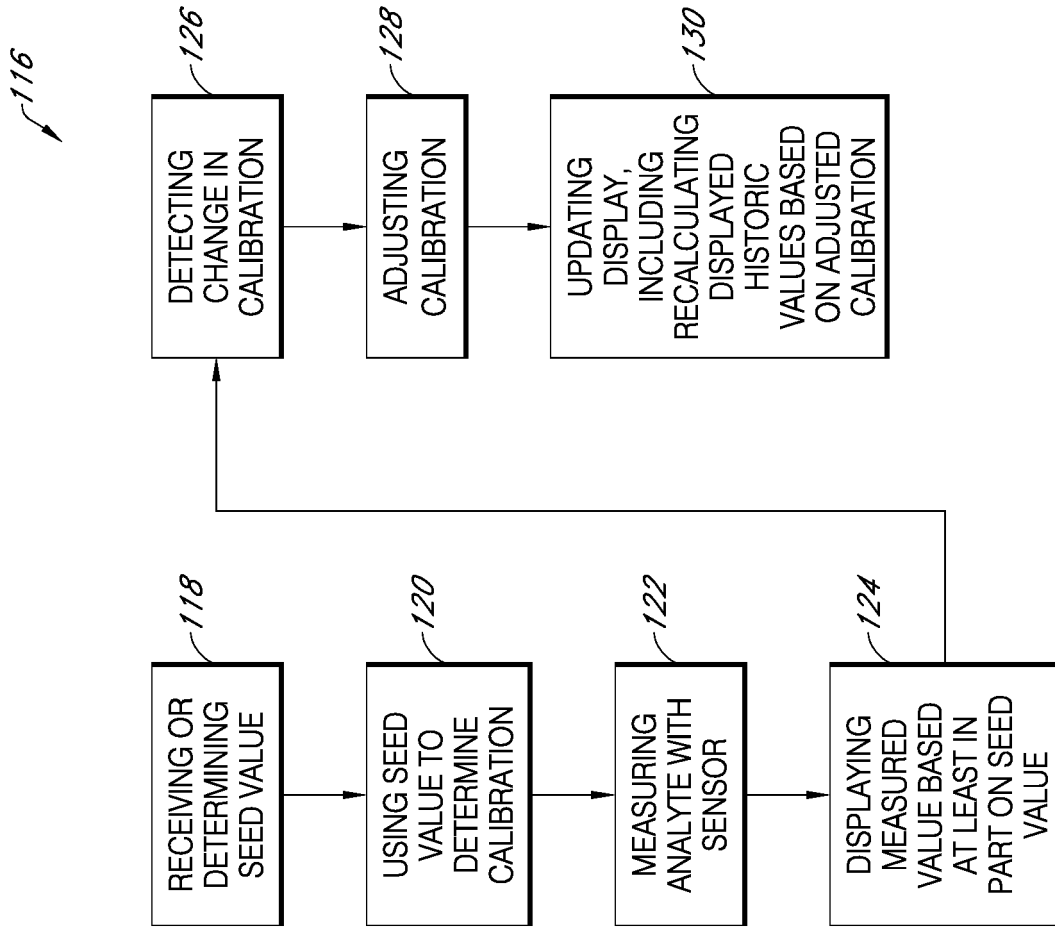 116
118
RECEIVING OR
DETERMINING
SEED VALUE
120
USING SEED
VALUE TO
DETERMINE
CALIBRATION
122
MEASURING
ANALYTE WITH
SENSOR
124
DISPLAYING
MEASURED
VALUE BASED
AT LEAST IN
PART ON SEED
VALUE
126
DETECTING
CHANGE IN
CALIBRATION
128
ADJUSTING
CALIBRATION
130
UPDATING
DISPLAY,
INCLUDING
RECALCULATING
DISPLAYED
HISTORIC
VALUES BASED
ON ADJUSTED
CALIBRATION